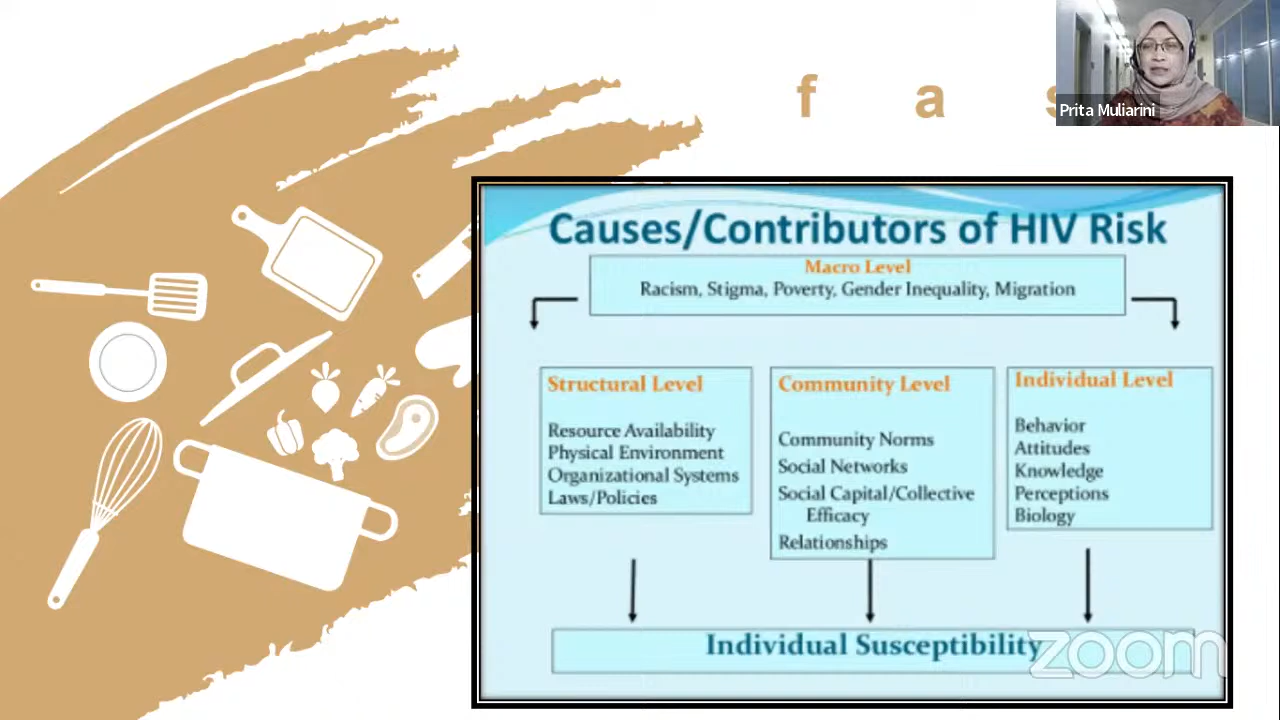 f a s
Prita Muliarini
Causes/Contributors of HIV Risk
Macro Level
Racism, Stigma, Poverty, Gender Inequality, Migration
Structural Level
Resource Availability
Physical Environment
Organizational Systems
Laws/Policies
Community Level
Community Norms
Social Networks
Social Capital/Collective
Efficacy
Relationships
Individual Level
Behavior
Attitudes
Knowledge
Perceptions
Biology
Individual Susceptibility
zoom